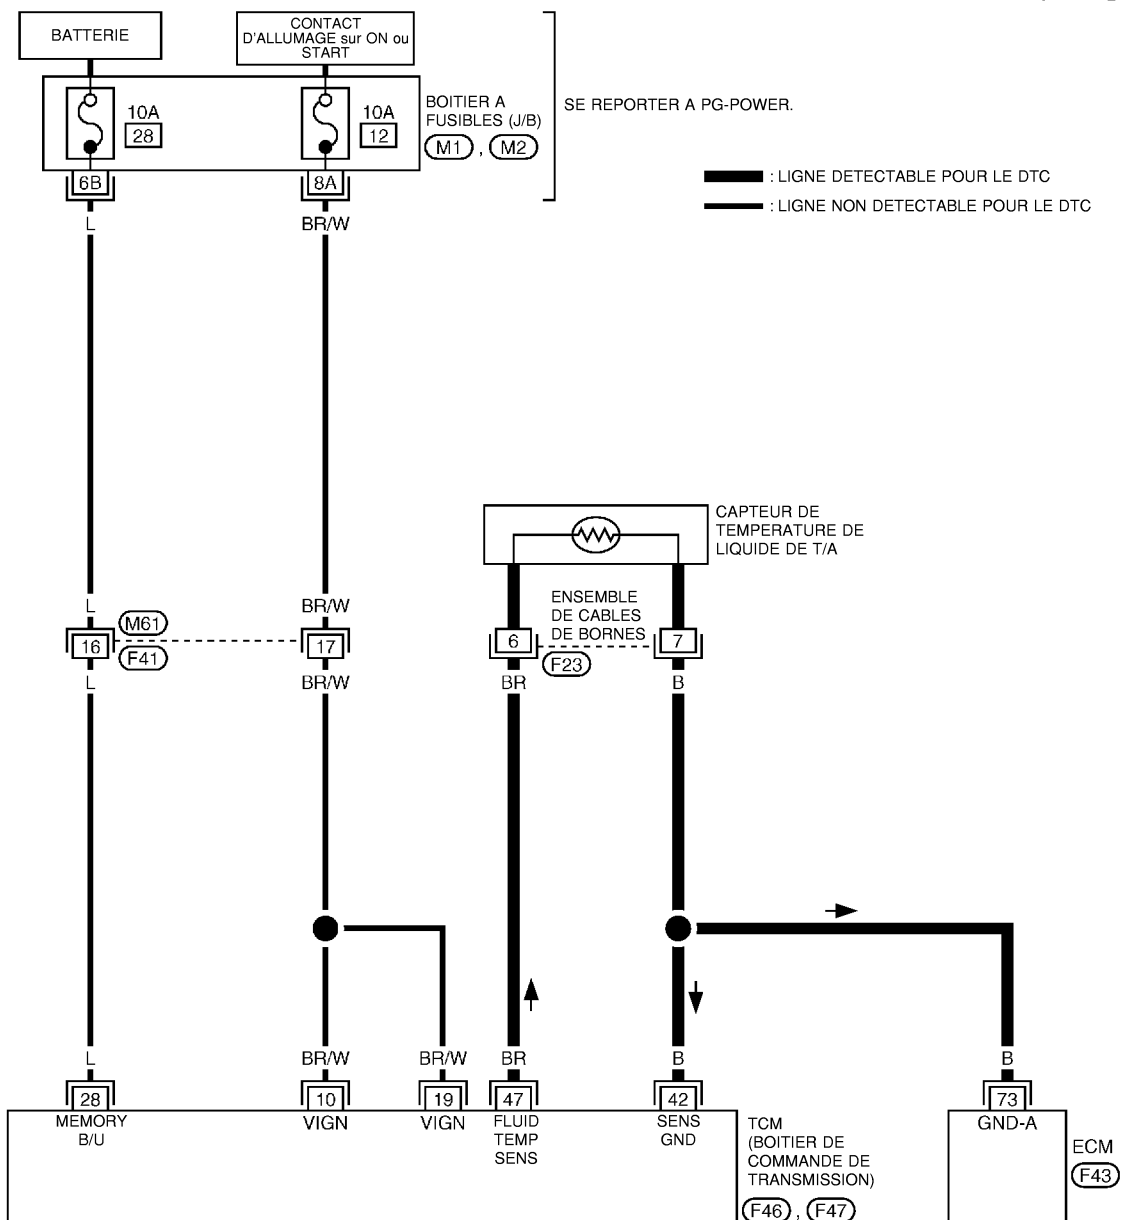 BATTERIE
CONTACT
D'ALLUMAGE sur ON ou
START
10A
28
10A
12
BOITIER A
FUSIBLES (J/B)
M1 , M2
SE REPORTER A PG-POWER.
6B
8A
: LIGNE DETECTABLE POUR LE DTC
: LIGNE NON DETECTABLE POUR LE DTC
L
BR/W
CAPTEUR DE
TEMPERATURE DE
LIQUIDE DE T/A
L
BR/W
ENSEMBLE
DE CABLES
DE BORNES
M61
16
17
F41
6
7
F23
L
BR/W
BR
B
L
BR/W
BR/W
BR
B
B
28
10
19
47
42
73
MEMORY
B/U
VIGN
VIGN
FLUID
TEMP
SENS
SENS
GND
TCM
(BOITIER DE
COMMANDE DE
TRANSMISSION)
F46 , F47
GND-A
ECM
F43